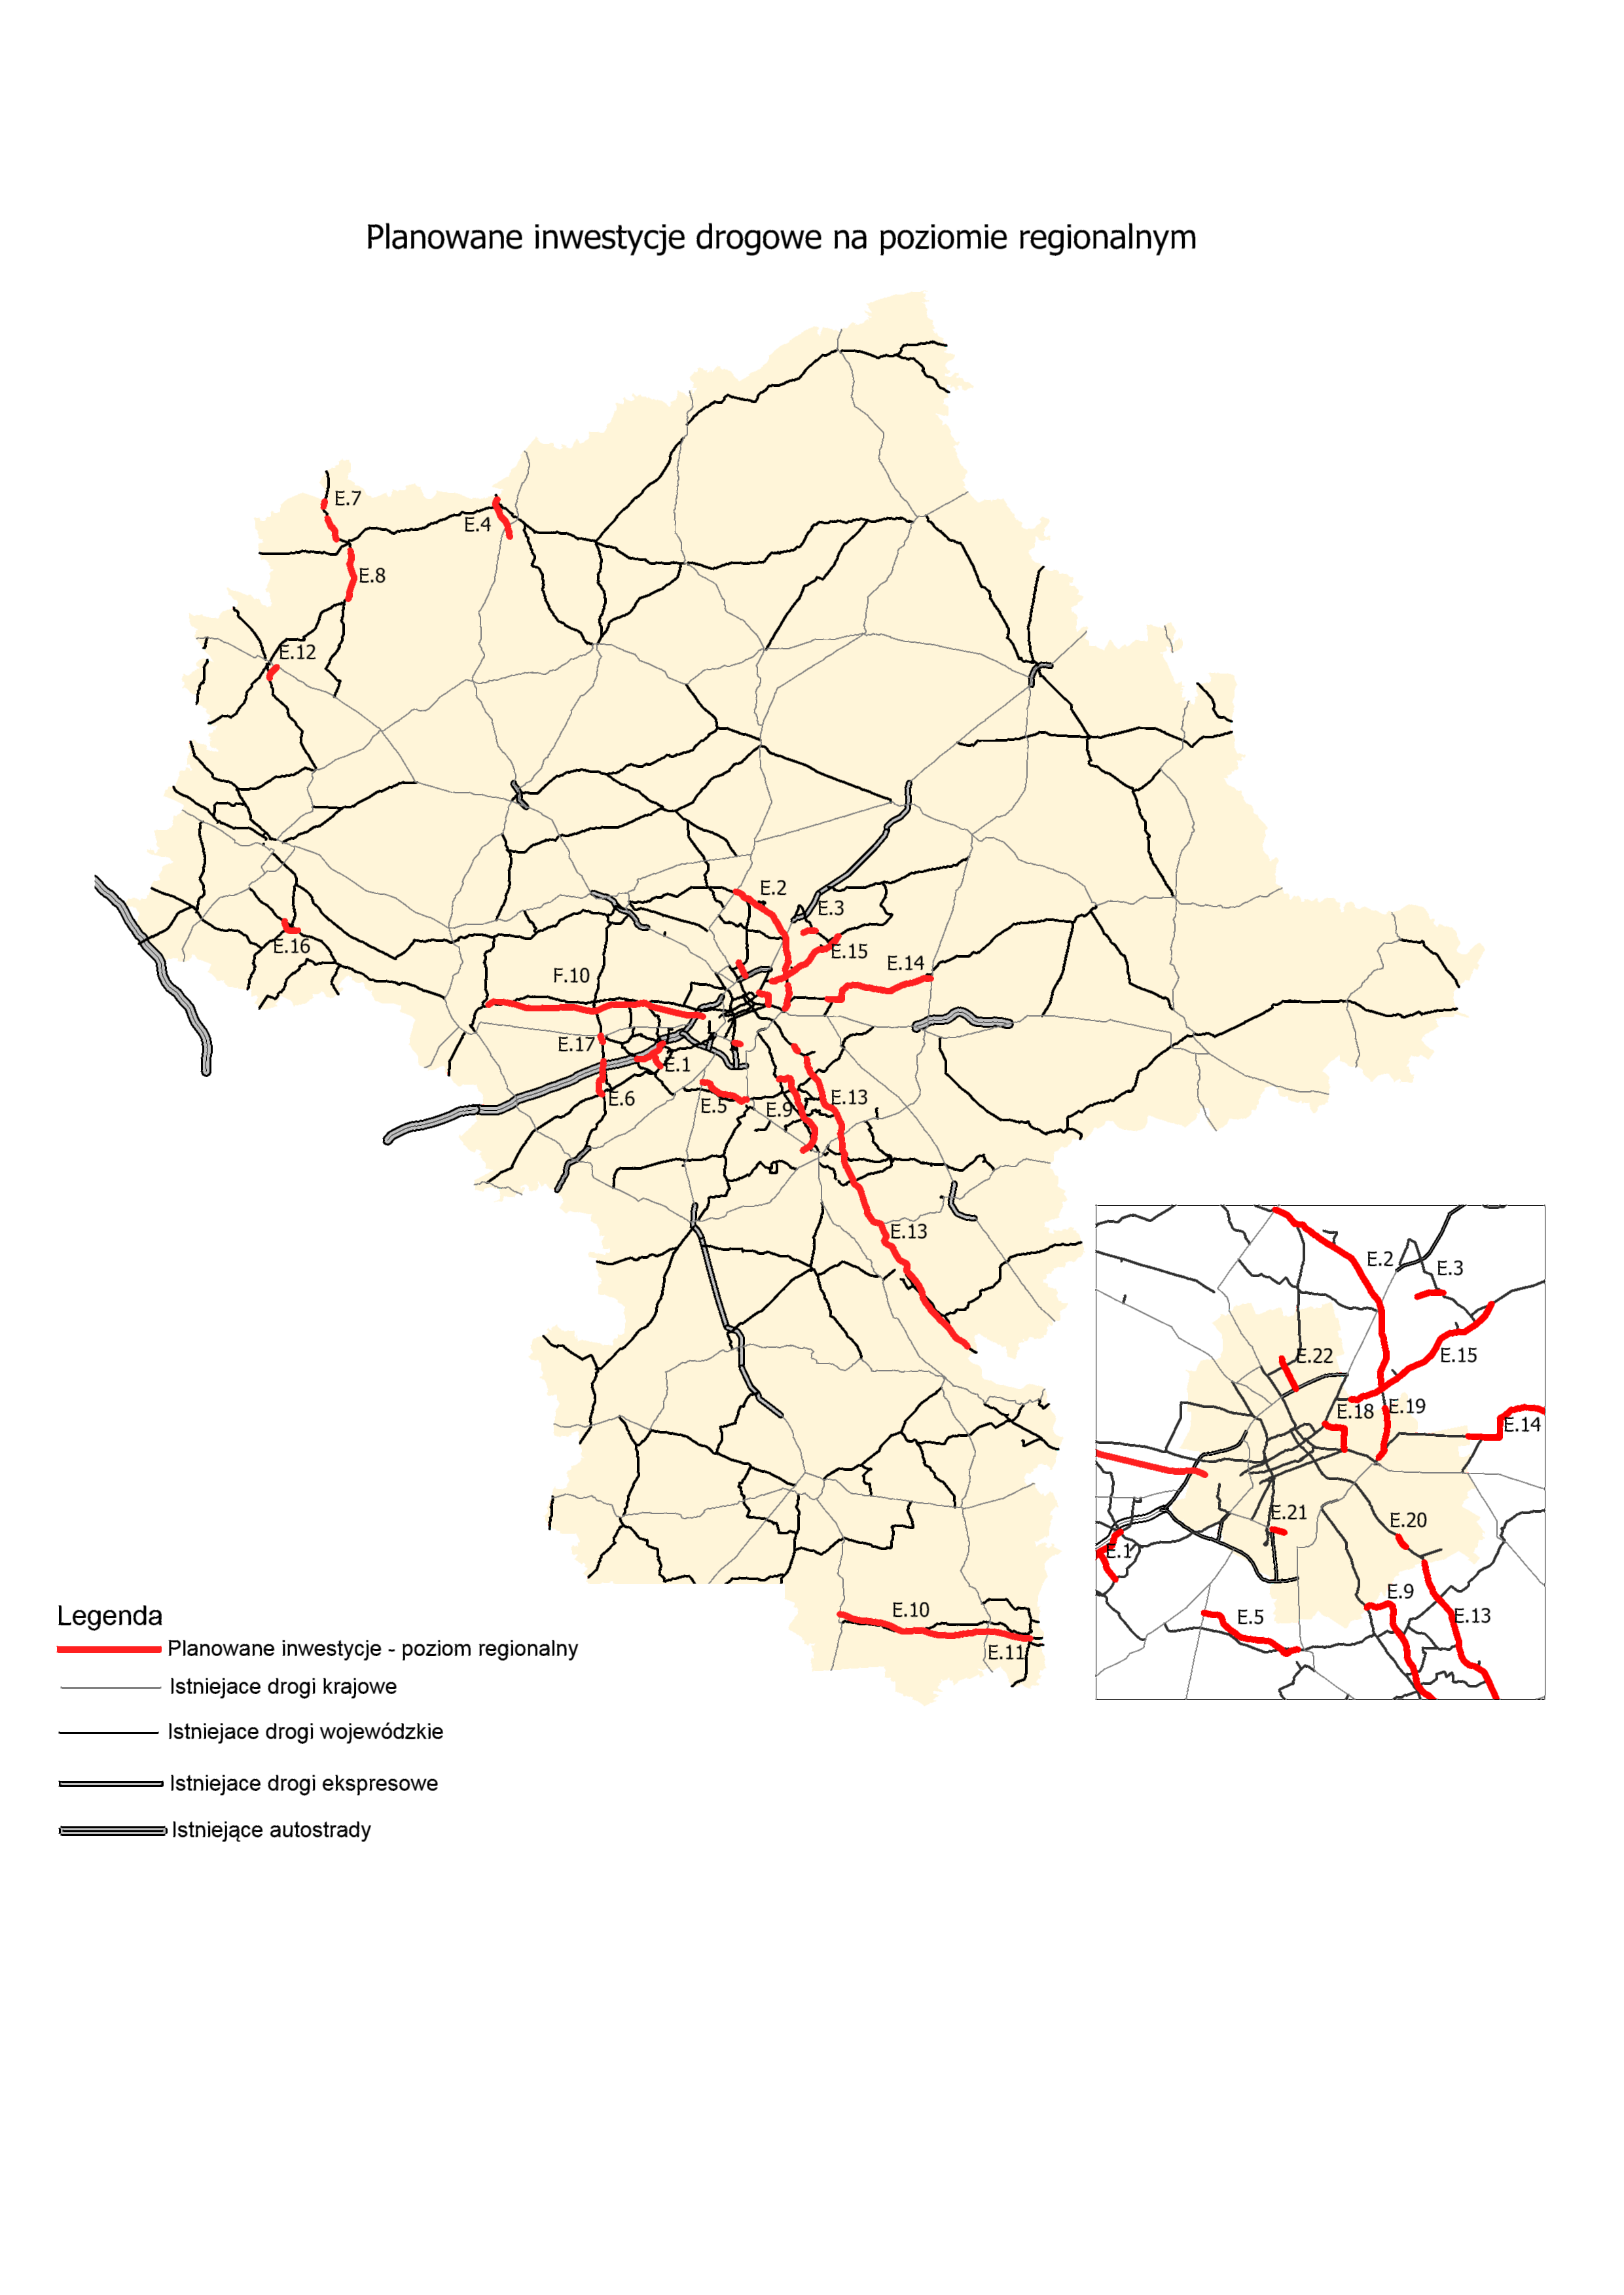 Planowane inwestycje drogowe na poziomie regionalnym
E.7
E.4
E.8
E.12
E.2
E.3
E.16
E.15
F.10
E.14
E.17
E.1
E.6
E.5
E.9
E.13
E.13
E.10
E.11
E.2
E.3
E.22
E.15
E.18
E.19
E.14
E.21
E.20
E.1
E.9
E.5
E.13
Legenda
Planowane inwestycje - poziom regionalny
Istniejace drogi krajowe
Istniejace drogi wojewódzkie
Istniejace drogi ekspresowe
Istniejące autostrady